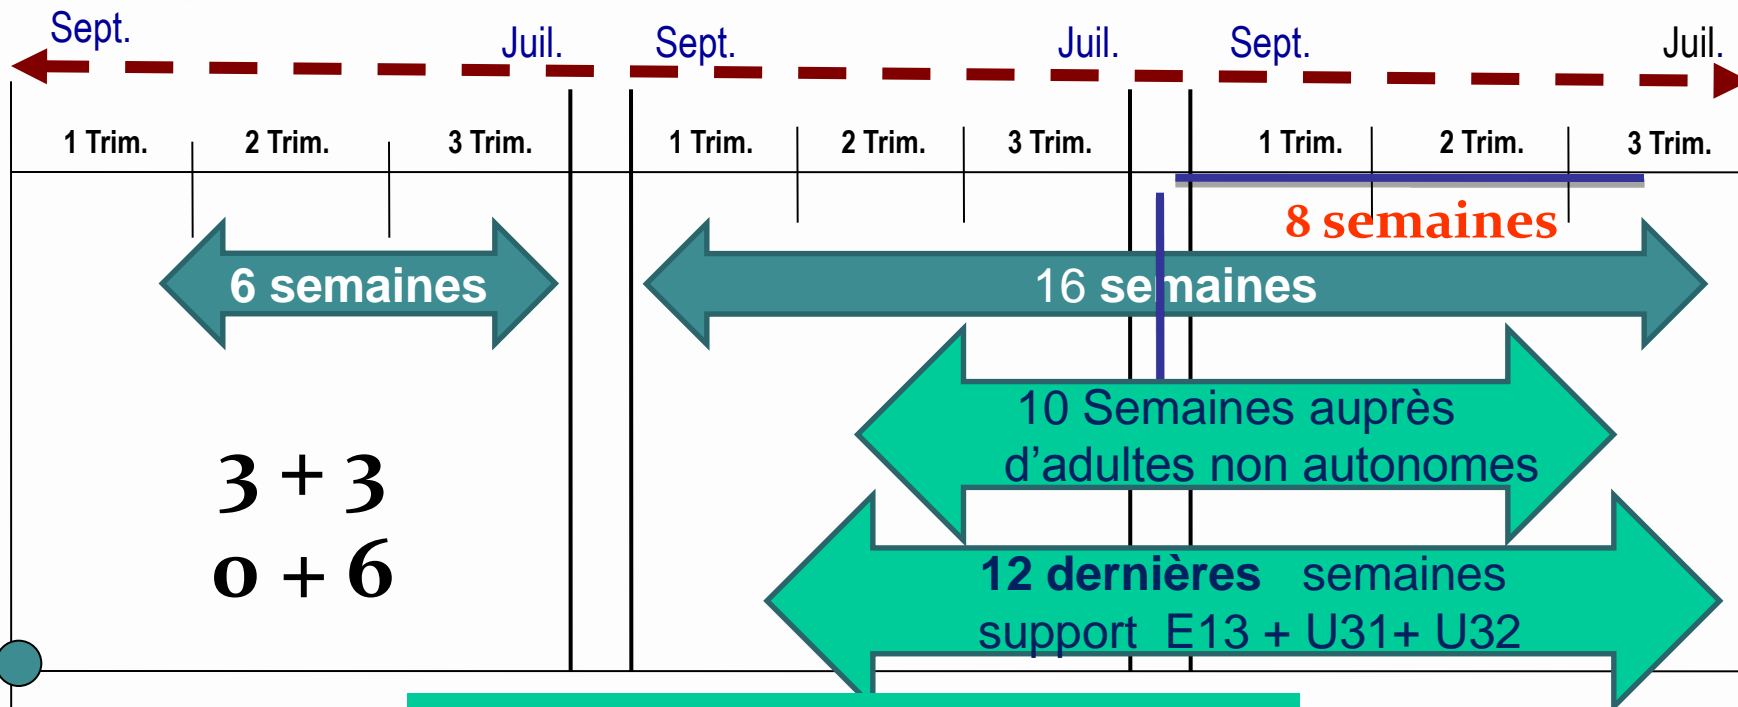 Sept. Juil. Sept. Juil. Sept. Juil.
1 Trim. 2 Trim. 3 Trim. 1 Trim. 2 Trim. 3 Trim. 1 Trim. 2 Trim. 3 Trim.
8 semaines
6 semaines 16 semaines
10 Semaines auprès
d’adultes non autonomes
3 + 3
0 + 6
12 dernières semaines
support E13 + U31+ U32